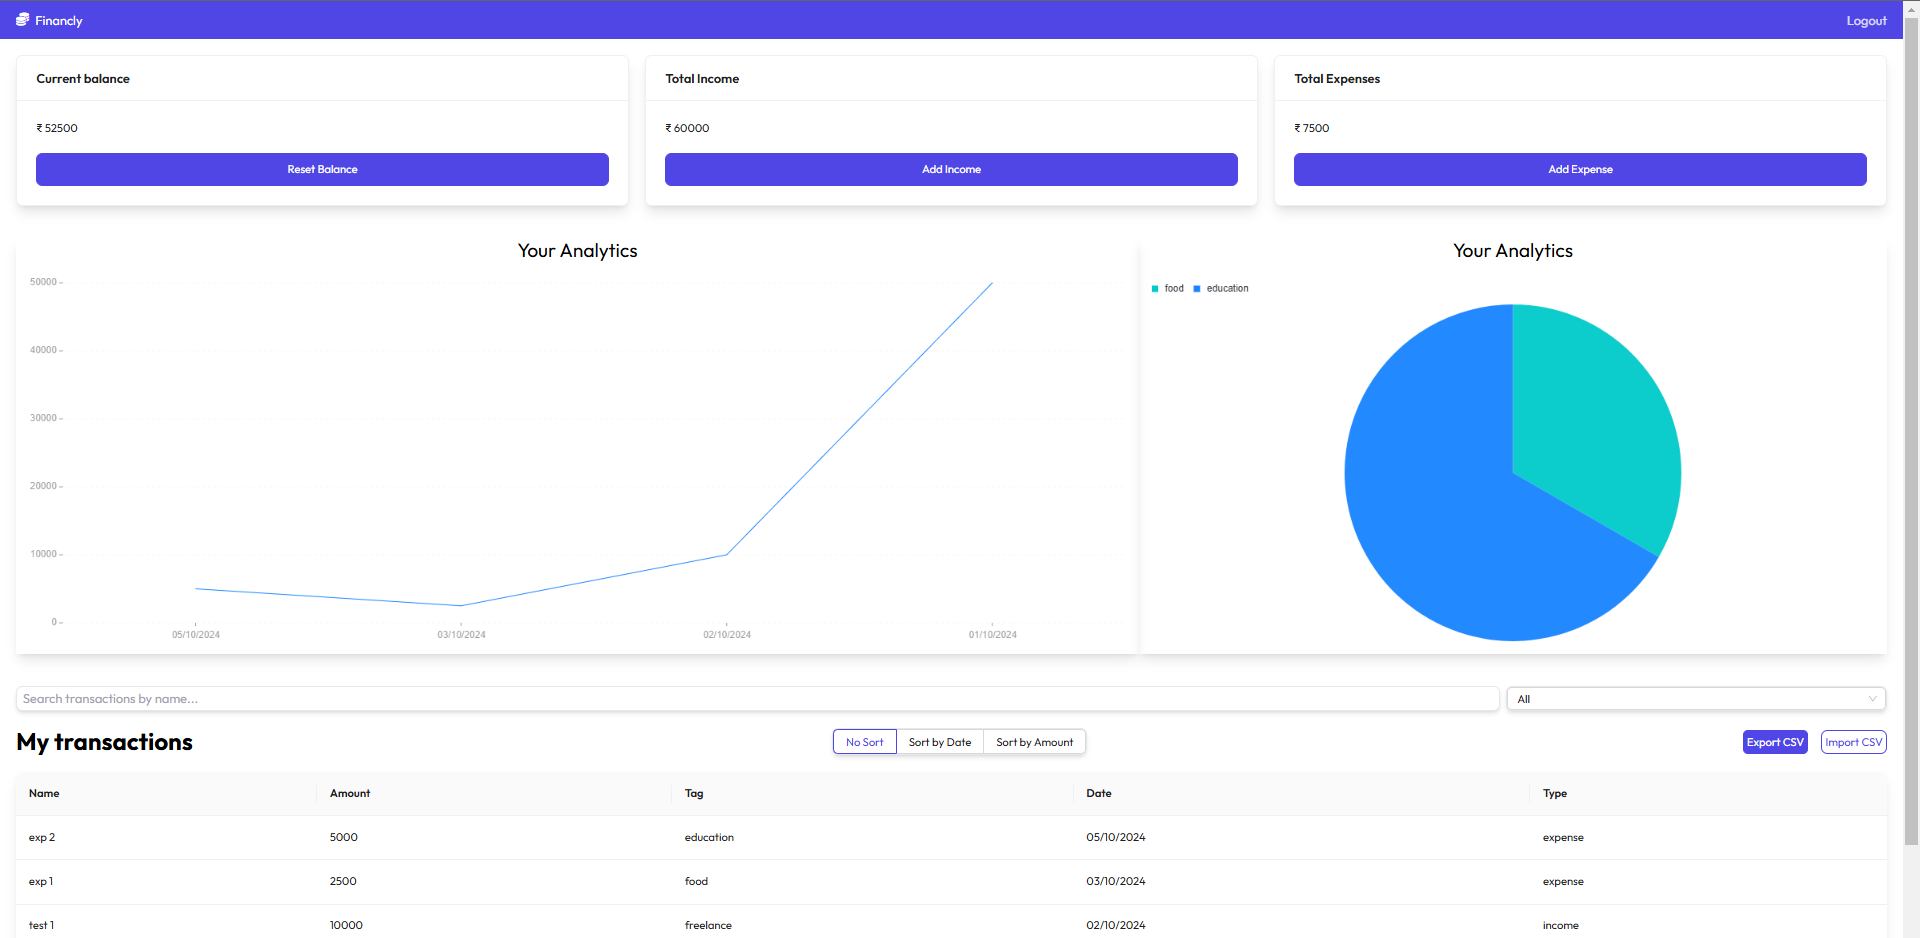 Financly
Logout
Current balance
₹ 52500
Reset Balance
Total Income
₹ 60000
Add Income
Total Expenses
₹ 7500
Add Expense
Your Analytics
50000
40000
30000
20000
10000
0
05/10/2024 03/10/2024 02/10/2024 01/10/2024
Your Analytics
food education
Search transactions by name...
All
My transactions
No Sort Sort by Date Sort by Amount
Export CSV Import CSV
Name Amount Tag Date Type
exp 2 5000 education 05/10/2024 expense
exp 1 2500 food 03/10/2024 expense
test 1 10000 freelance 02/10/2024 income